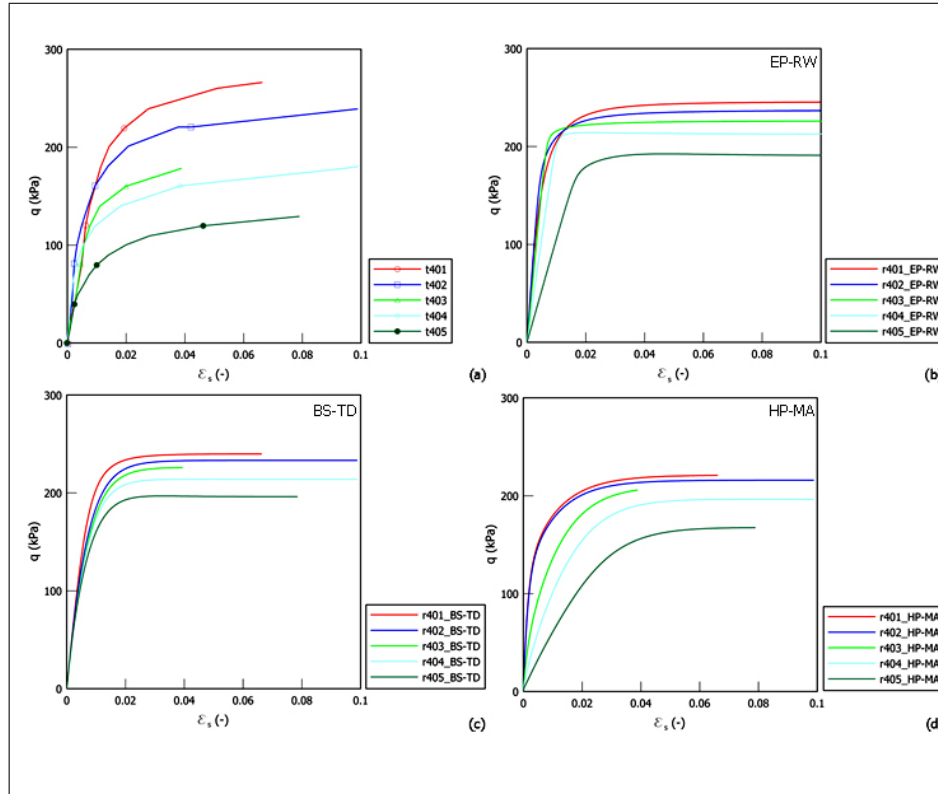 300
200
100
0
q (kPa)
0 0.02 0.04 0.06 0.08 0.1
ℰs (-)
t401
t402
t403
t404
t405
(a)
EP-RW
300
200
100
0
q (kPa)
0 0.02 0.04 0.06 0.08 0.1
ℰs (-)
r401_EP-RW
r402_EP-RW
r403_EP-RW
r404_EP-RW
r405_EP-RW
(b
BS-TD
300
200
100
0
q (kPa)
0 0.02 0.04 0.06 0.08 0.1
ℰs (-)
r401_BS-TD
r402_BS-TD
r403_BS-TD
r404_BS-TD
r405_BS-TD
(c)
HP-MA
300
200
100
0
q (kPa)
0 0.02 0.04 0.06 0.08 0.1
ℰs (-)
r401_HP-MA
r402_HP-MA
r403_HP-MA
r404_HP-MA
r405_HP-MA
(d